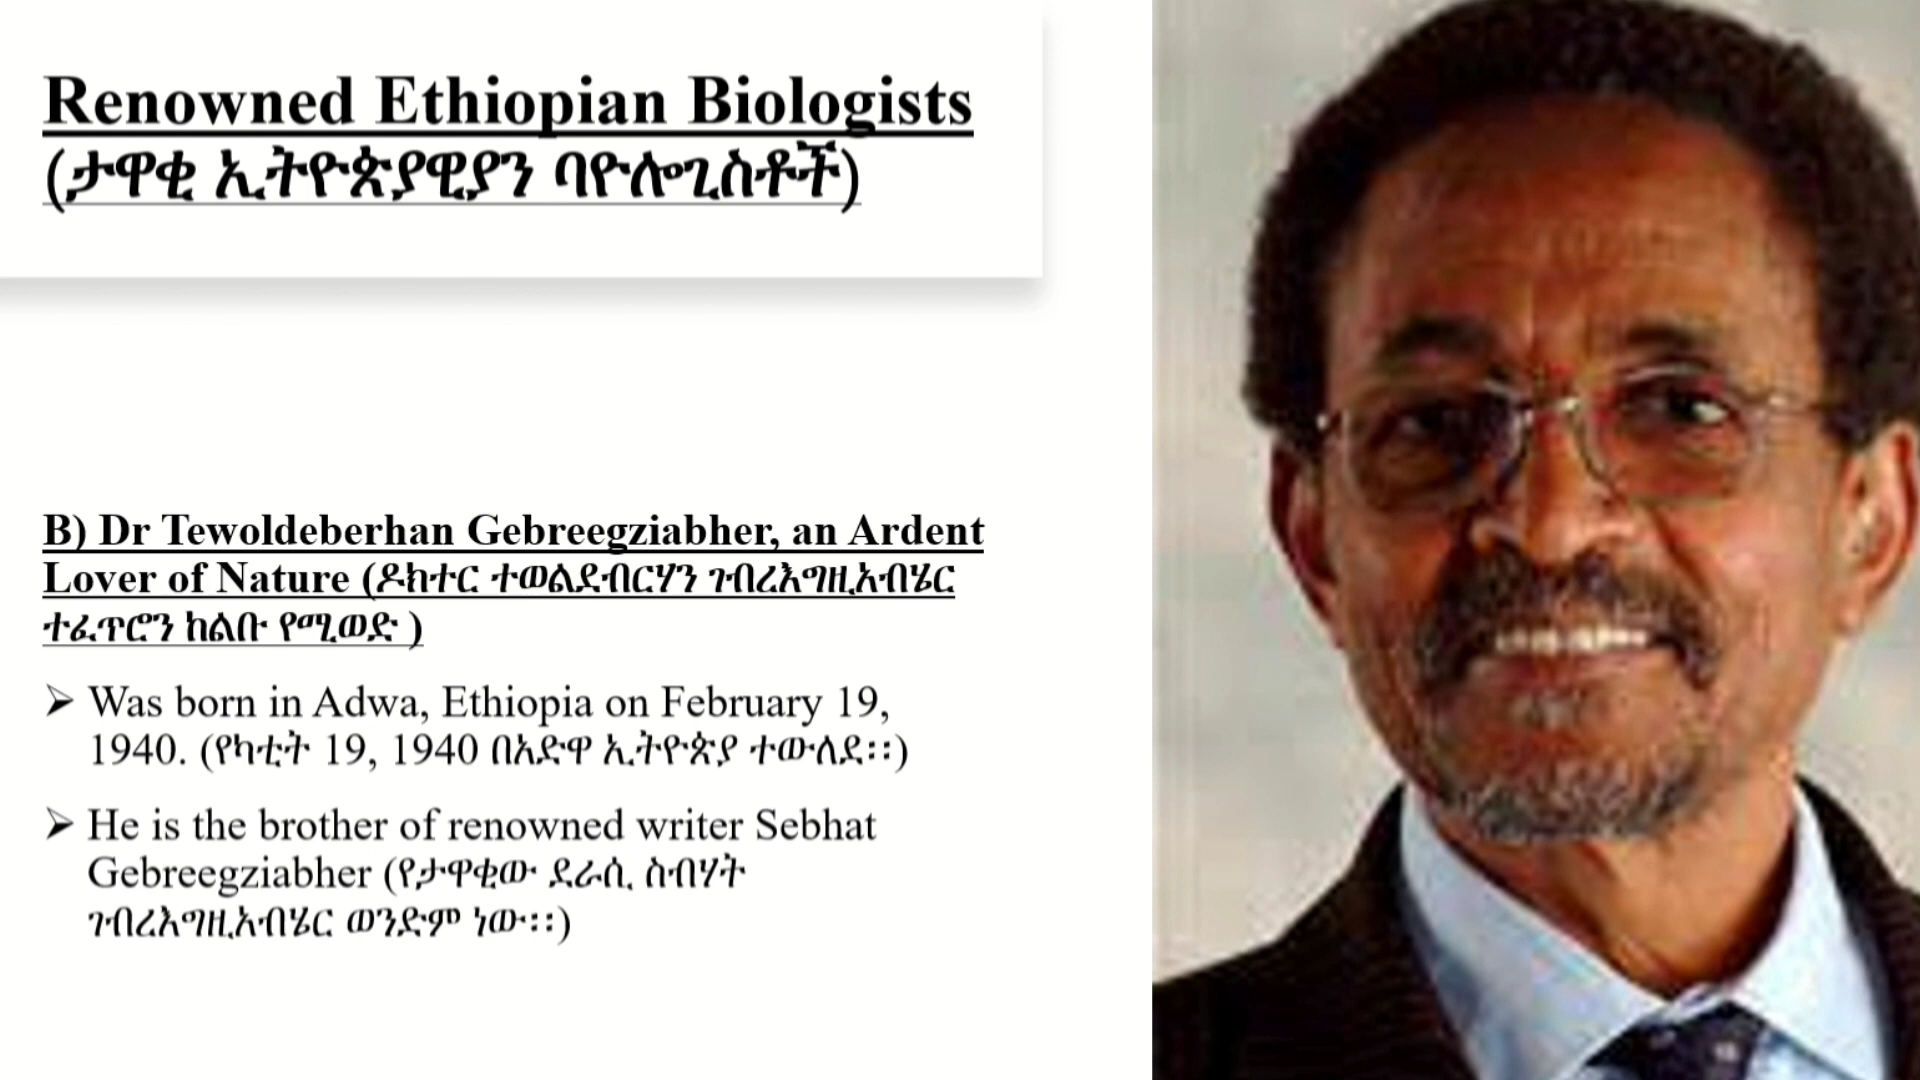 Renowned Ethiopian Biologists
(ታዋቂ ኢትዮጵያዊያን ባዮሎጊስቶች)
B) Dr Tewoldeberhan Gebreegziabher, an Ardent
Lover of Nature (ዶክተር ተወልደብርሃን ገብረእግዚአብሄር
ተፈጥሮን ከልቡ የሚወድ )
➢ Was born in Adwa, Ethiopia on February 19,
1940. (የካቲት 19, 1940 በአድዋ ኢትዮጵያ ተውለደ፡፡)
➢ He is the brother of renowned writer Sebhat
Gebreegziabher (የታዋቂው ደራሲ ስብሃት
ገብረእግዚአብሄር ወንድም ነው፡፡)